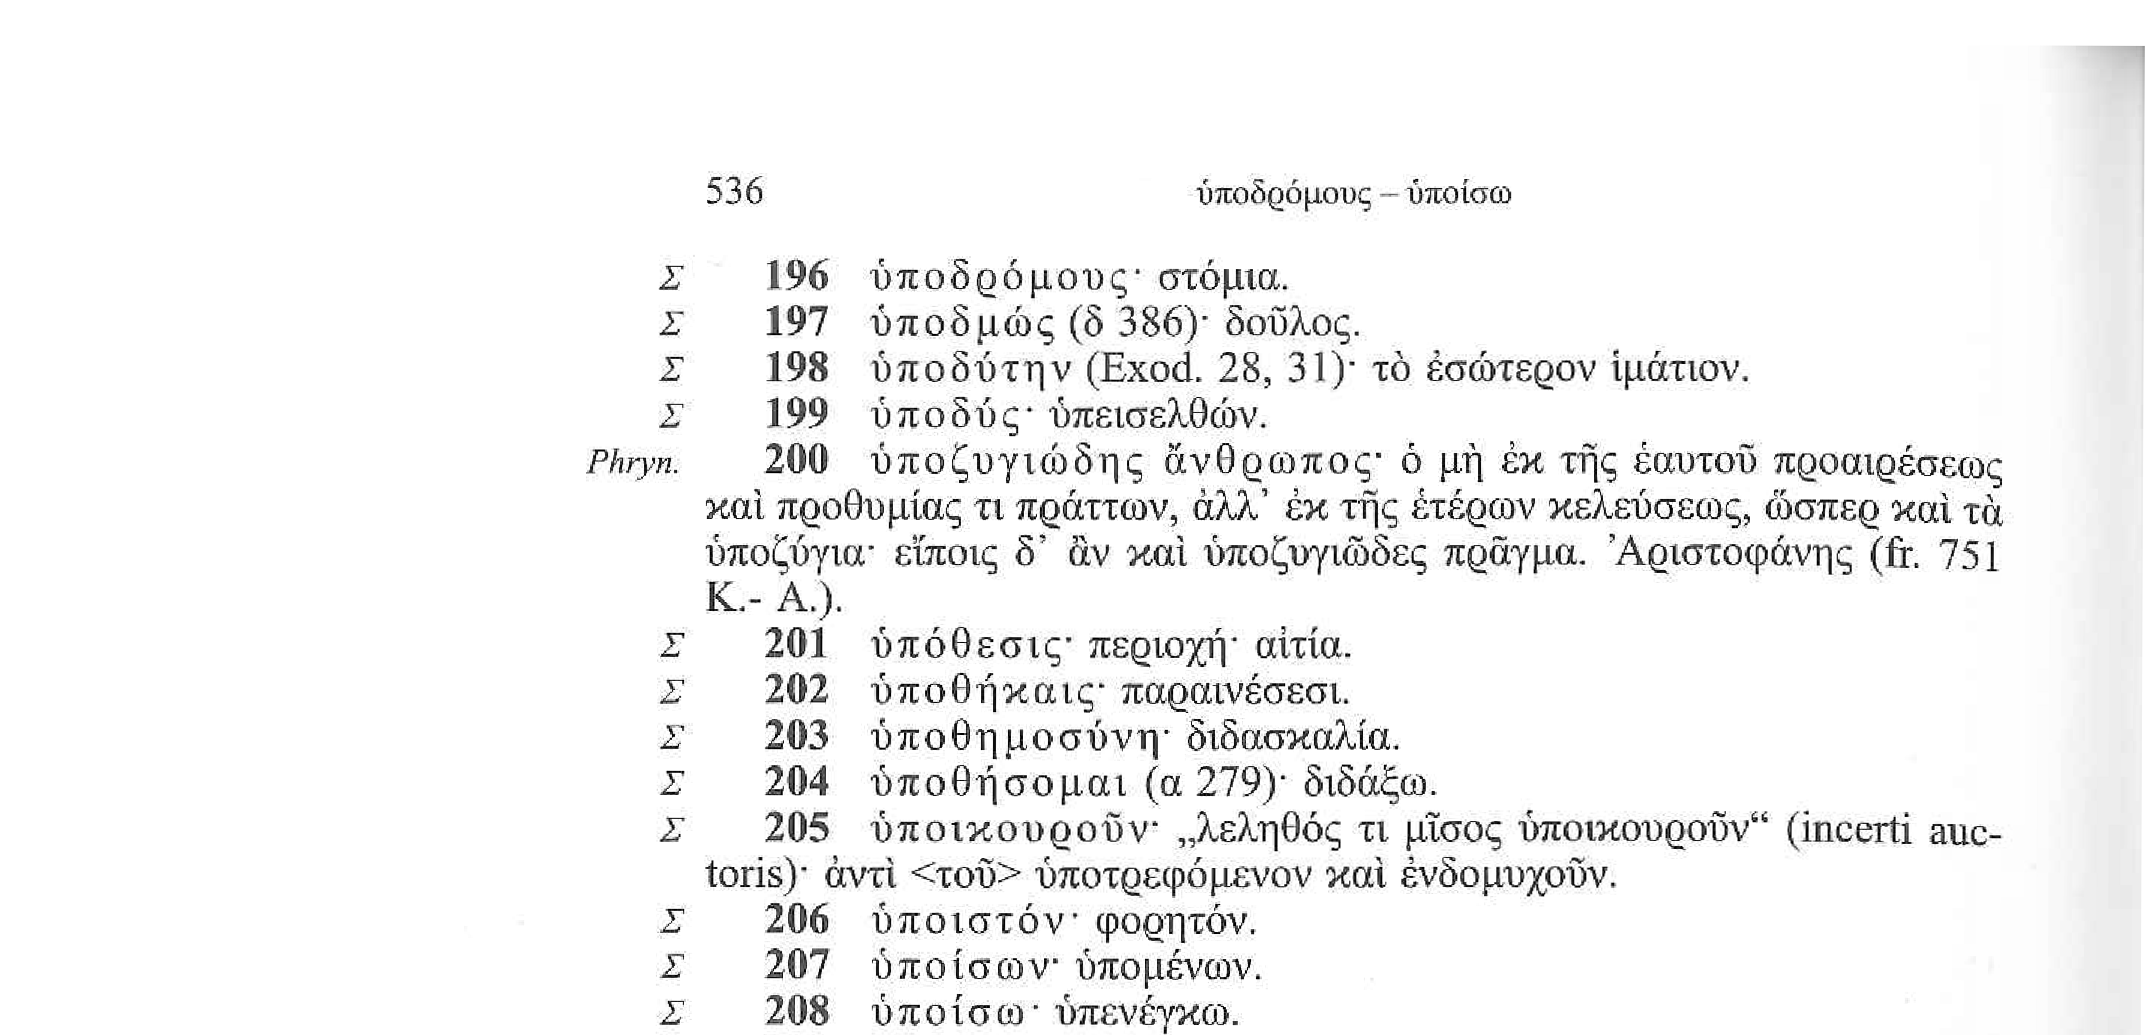 536 ὑποδρόμους – ὑποίσω
Σ 196 ὑποδρόμους· στόμια.
Σ 197 ὑποδμώς (δ 386)· δοῦλος.
Σ 198 ὑποδύτην (Exod. 28, 31)· τὸ ἐσώτερον ἱμάτιον.
Σ 199 ὑποδύς· ὑπεισελθών.
Phryn. 200 ὑποζυγιώδης ἄνθρωπος· ὁ μὴ ἐκ τῆς ἑαυτοῦ προαιρέσεως
καὶ προθυμίας τι πράττων, ἀλλ’ ἐκ τῆς ἑτέρων κελεύσεως, ὥσπερ καὶ τὰ
ὑποζύγια· εἴποις δ’ ἂν καὶ ὑποζυγιῶδες πρᾶγμα. Ἀριστοφάνης (fr. 751
K.- A.).
Σ 201 ὑπόθεσις· περιοχή· αἰτία.
Σ 202 ὑποθήκαις· παραινέσεσι.
Σ 203 ὑποθημοσύνη· διδασκαλία.
Σ 204 ὑποθήσομαι (α 279)· διδάξω.
Σ 205 ὑποικουροῦν· „λεληθός τι μῖσος ὑποικουροῦν“ (incerti auc-
toris)· ἀντὶ <τοῦ> ὑποτρεφόμενον καὶ ἐνδομυχοῦν.
Σ 206 ὑποιστόν· φορητόν.
Σ 207 ὑποίσων· ὑπομένων.
Σ 208 ὑποίσω· ὑπενέγκω.